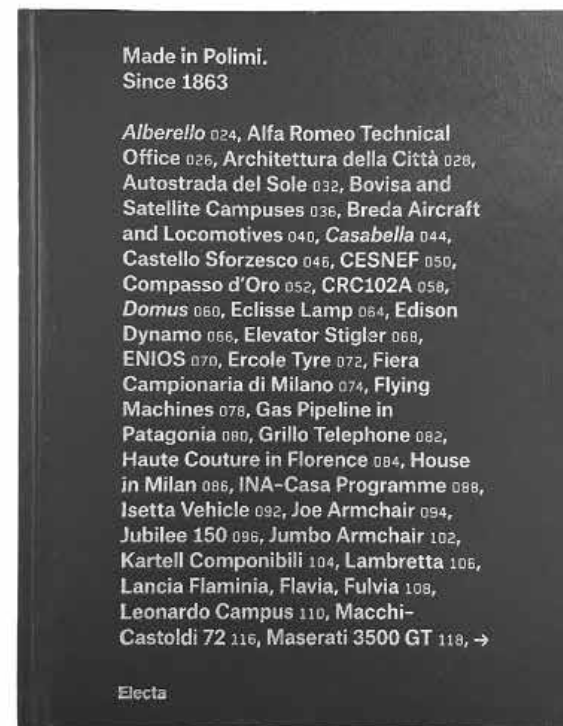 Made in Polimi.
Since 1863
Alberello 024, Alfa Romeo Technical
Office 026, Architettura della Città 028,
Autostrada del Sole 032, Bovisa and
Satellite Campuses 036, Breda Aircraft
and Locomotives 040, Casabella 044,
Castello Sforzesco 046, CESNEF 050,
Compasso d'Oro 052, CRC102A 058,
Domus 060, Eclisse Lamp 064, Edison
Dynamo 066, Elevator Stigler 068,
ENIOS 070, Ercole Tyre 072, Fiera
Campionaria di Milano 074, Flying
Machines 078, Gas Pipeline in
Patagonia 080, Grillo Telephone 082,
Haute Couture in Florence 084, House
in Milan 086, INA-Casa Programme 088,
Isetta Vehicle 092, Joe Armchair 094,
Jubilee 150 096, Jumbo Armchair 102,
Kartell Componibili 104, Lambretta 106,
Lancia Flaminia, Flavia, Fulvia 108,
Leonardo Campus 110, Macchi-
Castoldi 72 116, Maserati 3500 GT 118, →
Electa